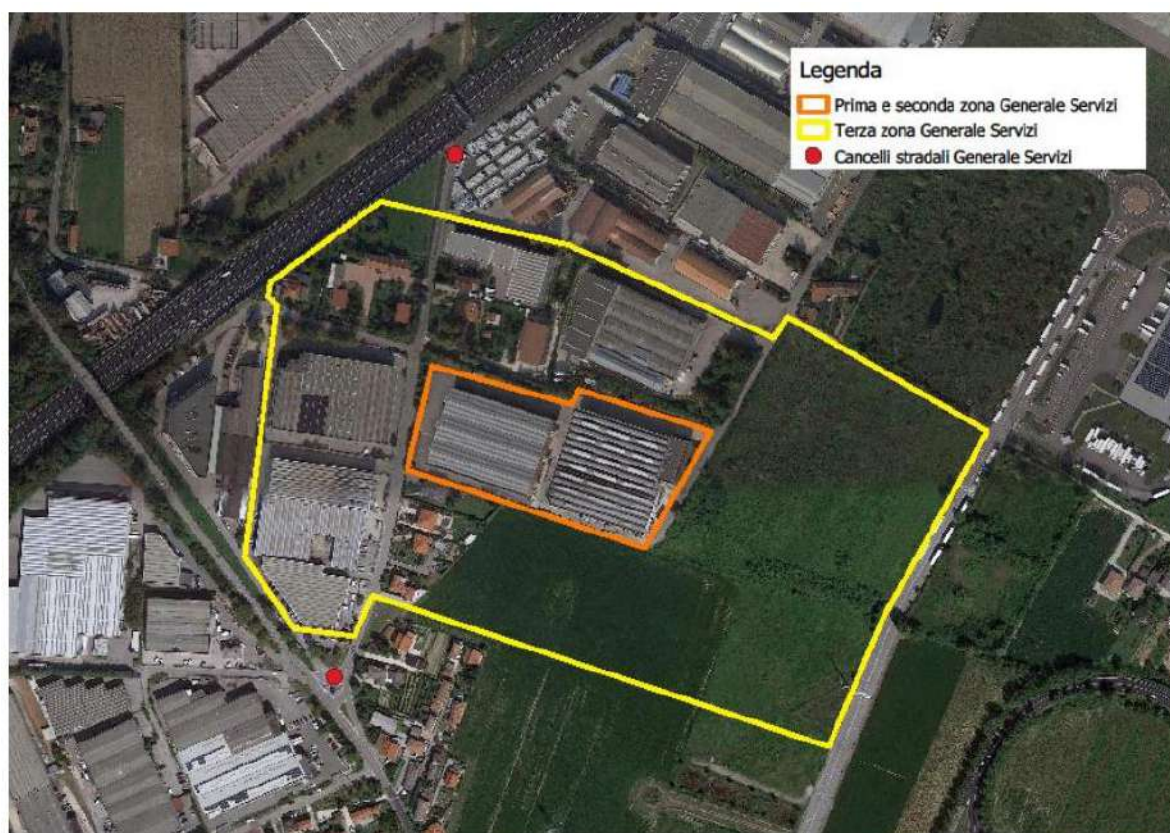 Legenda
Prima e seconda zona Generale Servizi
Terza zona Generale Servizi
Cancelli stradali Generale Servizi